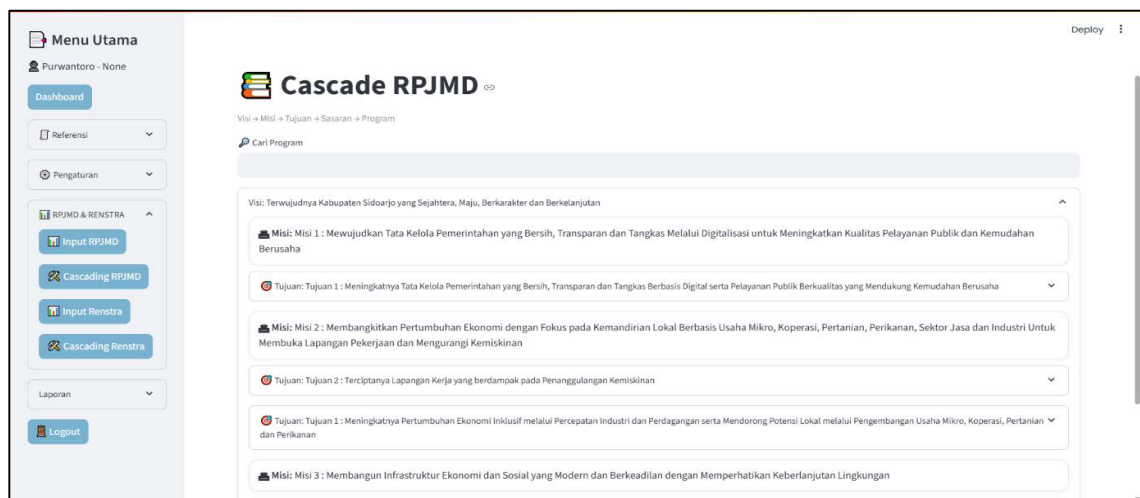 Deploy
Menu Utama
Purwantoro - None
Dashboard
Referensi
Pengaturan
RPJMD & RENSTRA
Input RPJMD
Cascading RPJMD
Input Renstra
Cascading Renstra
Laporan
Logout
Cascade RPJMD
Visi → Misi → Tujuan → Sasaran → Program
Cari Program
Visi: Terwujudnya Kabupaten Sidoarjo yang Sejahtera, Maju, Berkarakter dan Berkelanjutan
Misi: Misi 1 : Mewujudkan Tata Kelola Pemerintahan yang Bersih, Transparan dan Tangkas Melalui Digitalisasi untuk Meningkatkan Kualitas Pelayanan Publik dan Kemudahan
Berusaha
Tujuan: Tujuan 1 : Meningkatnya Tata Kelola Pemerintahan yang Bersih, Transparan dan Tangkas Berbasis Digital serta Pelayanan Publik Berkualitas yang Mendukung Kemudahan Berusaha
Misi: Misi 2 : Membangkitkan Pertumbuhan Ekonomi dengan Fokus pada Kemandirian Lokal Berbasis Usaha Mikro, Koperasi, Pertanian, Perikanan, Sektor Jasa dan Industri Untuk
Membuka Lapangan Pekerjaan dan Mengurangi Kemiskinan
Tujuan: Tujuan 2 : Terciptanya Lapangan Kerja yang berdampak pada Penanggulangan Kemiskinan
Tujuan: Tujuan 1 : Meningkatnya Pertumbuhan Ekonomi Inklusif melalui Percepatan Industri dan Perdagangan serta Mendorong Potensi Lokal melalui Pengembangan Usaha Mikro, Koperasi, Pertanian
dan Perikanan
Misi: Misi 3 : Membangun Infrastruktur Ekonomi dan Sosial yang Modern dan Berkeadilan dengan Memperhatikan Keberlanjutan Lingkungan